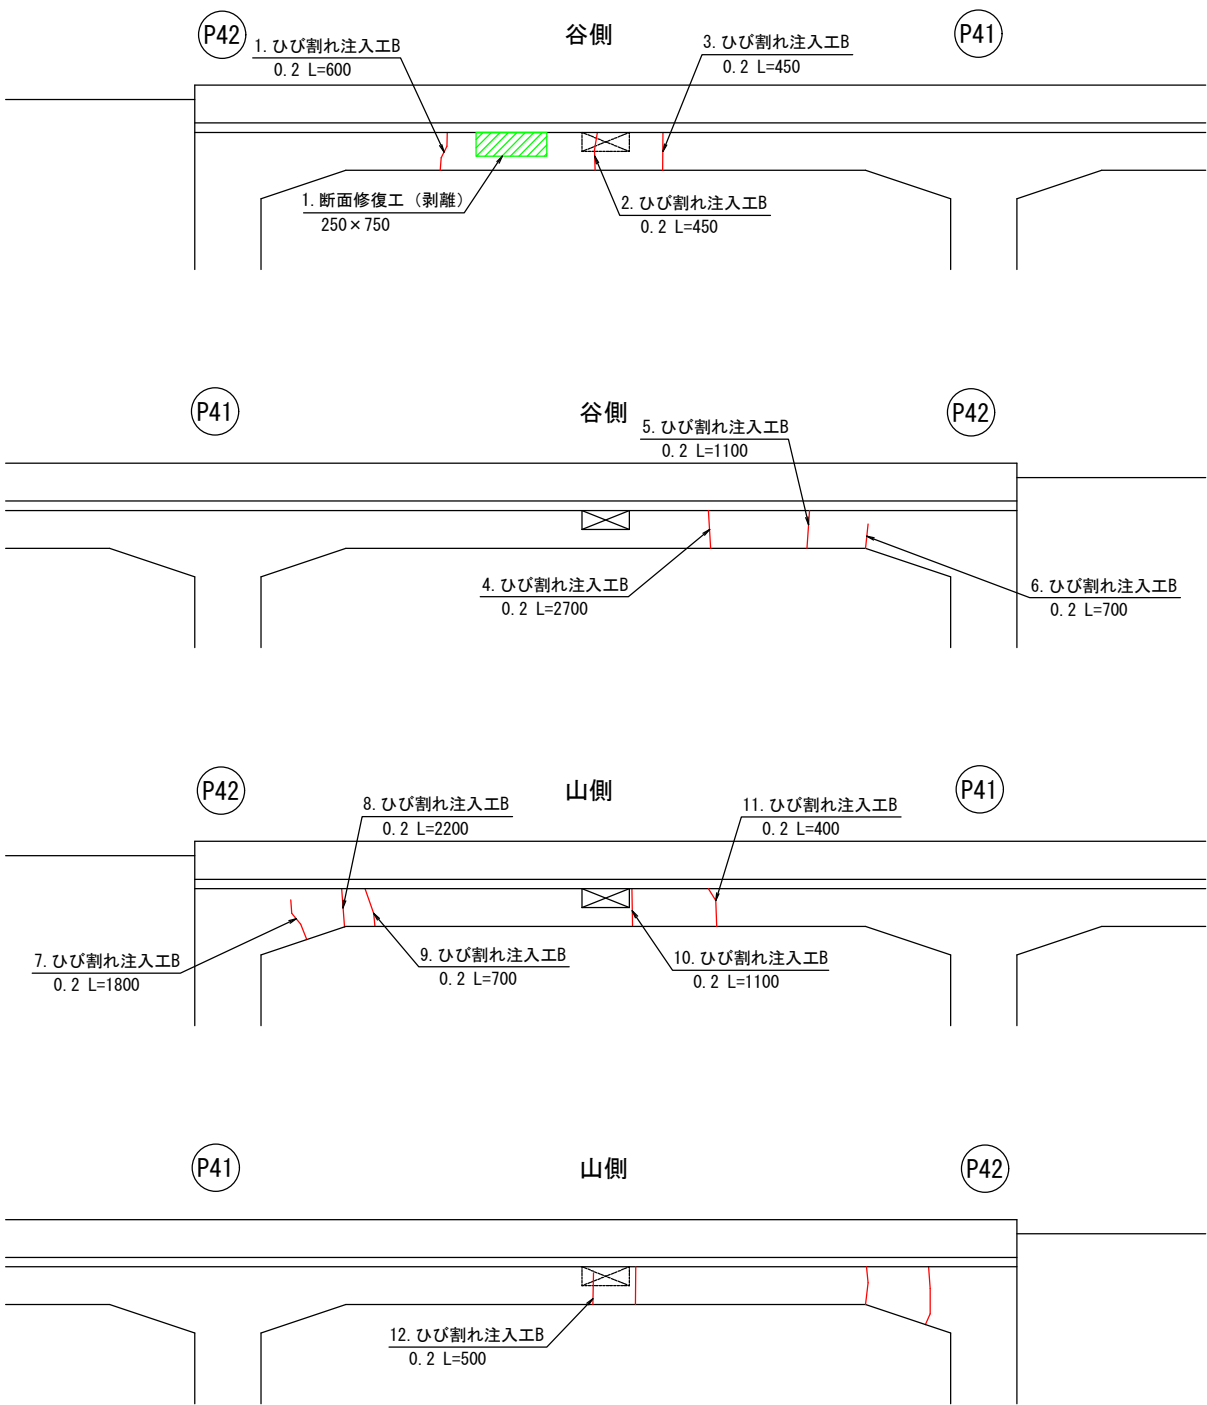 P42
谷側
P41
1. ひび割れ注入工B
0.2 L=600
3. ひび割れ注入工B
0.2 L=450
1. 断面修復工（剥離）
250×750
2. ひび割れ注入工B
0.2 L=450
P41
谷側
P42
5. ひび割れ注入工B
0.2 L=1100
4. ひび割れ注入工B
0.2 L=2700
6. ひび割れ注入工B
0.2 L=700
P42
山側
P41
8. ひび割れ注入工B
0.2 L=2200
11. ひび割れ注入工B
0.2 L=400
7. ひび割れ注入工B
0.2 L=1800
9. ひび割れ注入工B
0.2 L=700
10. ひび割れ注入工B
0.2 L=1100
P41
山側
P42
12. ひび割れ注入工B
0.2 L=500